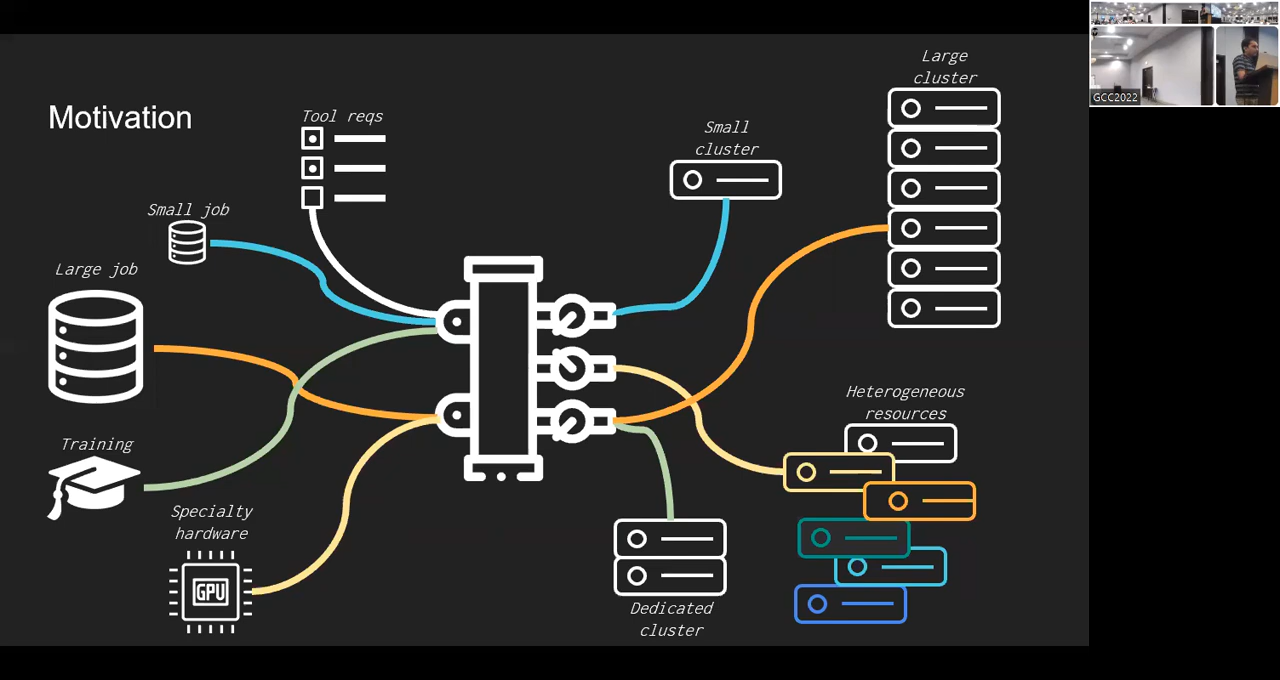 Motivation
Tool reqs
Small job
Large job
Training
Specialty
hardware
GPU
Small
cluster
Large
cluster
Heterogeneous
resources
Dedicated
cluster
GCC2022